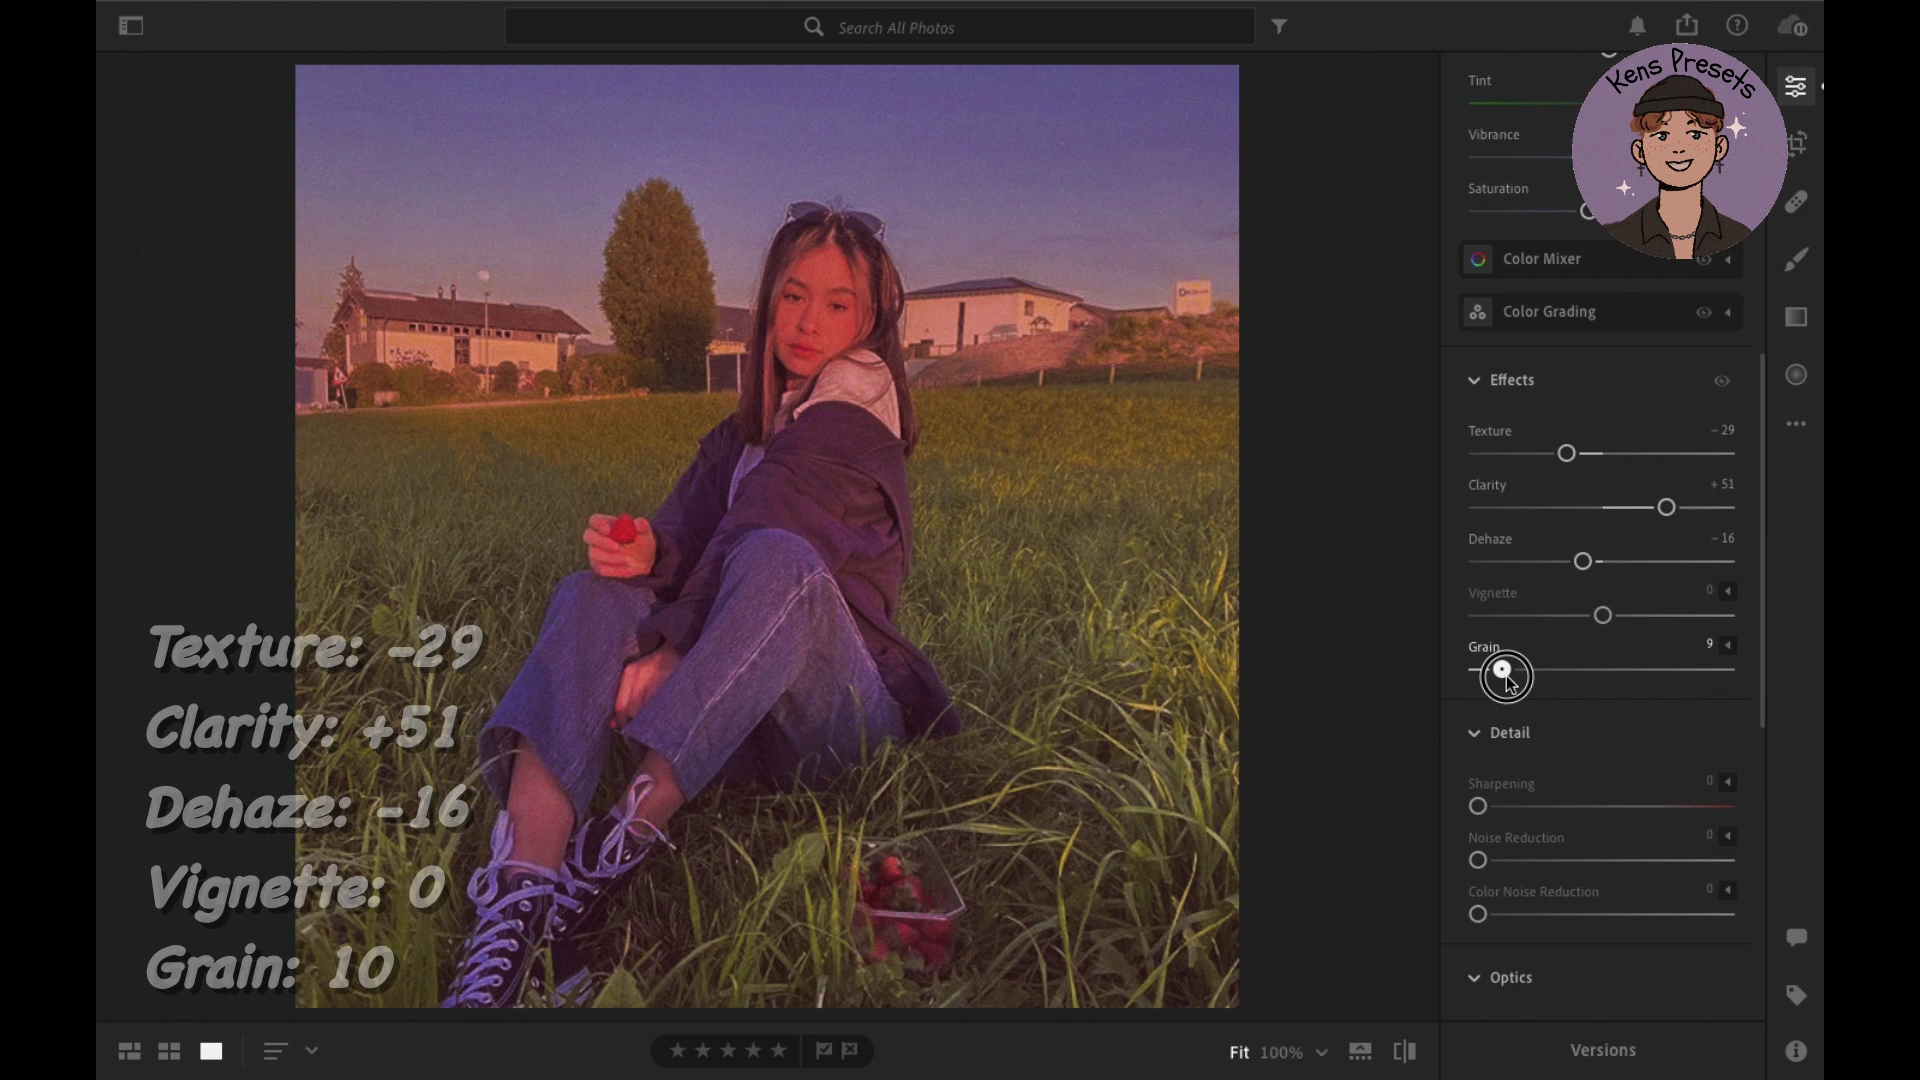 Search All Photos
Kens Presets
Tint
Vibrance
Saturation
Color Mixer
Color Grading
Effects
Texture
– 29
Clarity
+ 51
Dehaze
– 16
Vignette
0
Grain
9
Detail
Sharpening
0
Noise Reduction
0
Color Noise Reduction
0
Optics
Texture: -29
Clarity: +51
Dehaze: -16
Vignette: 0
Grain: 10
Fit
100%
Versions